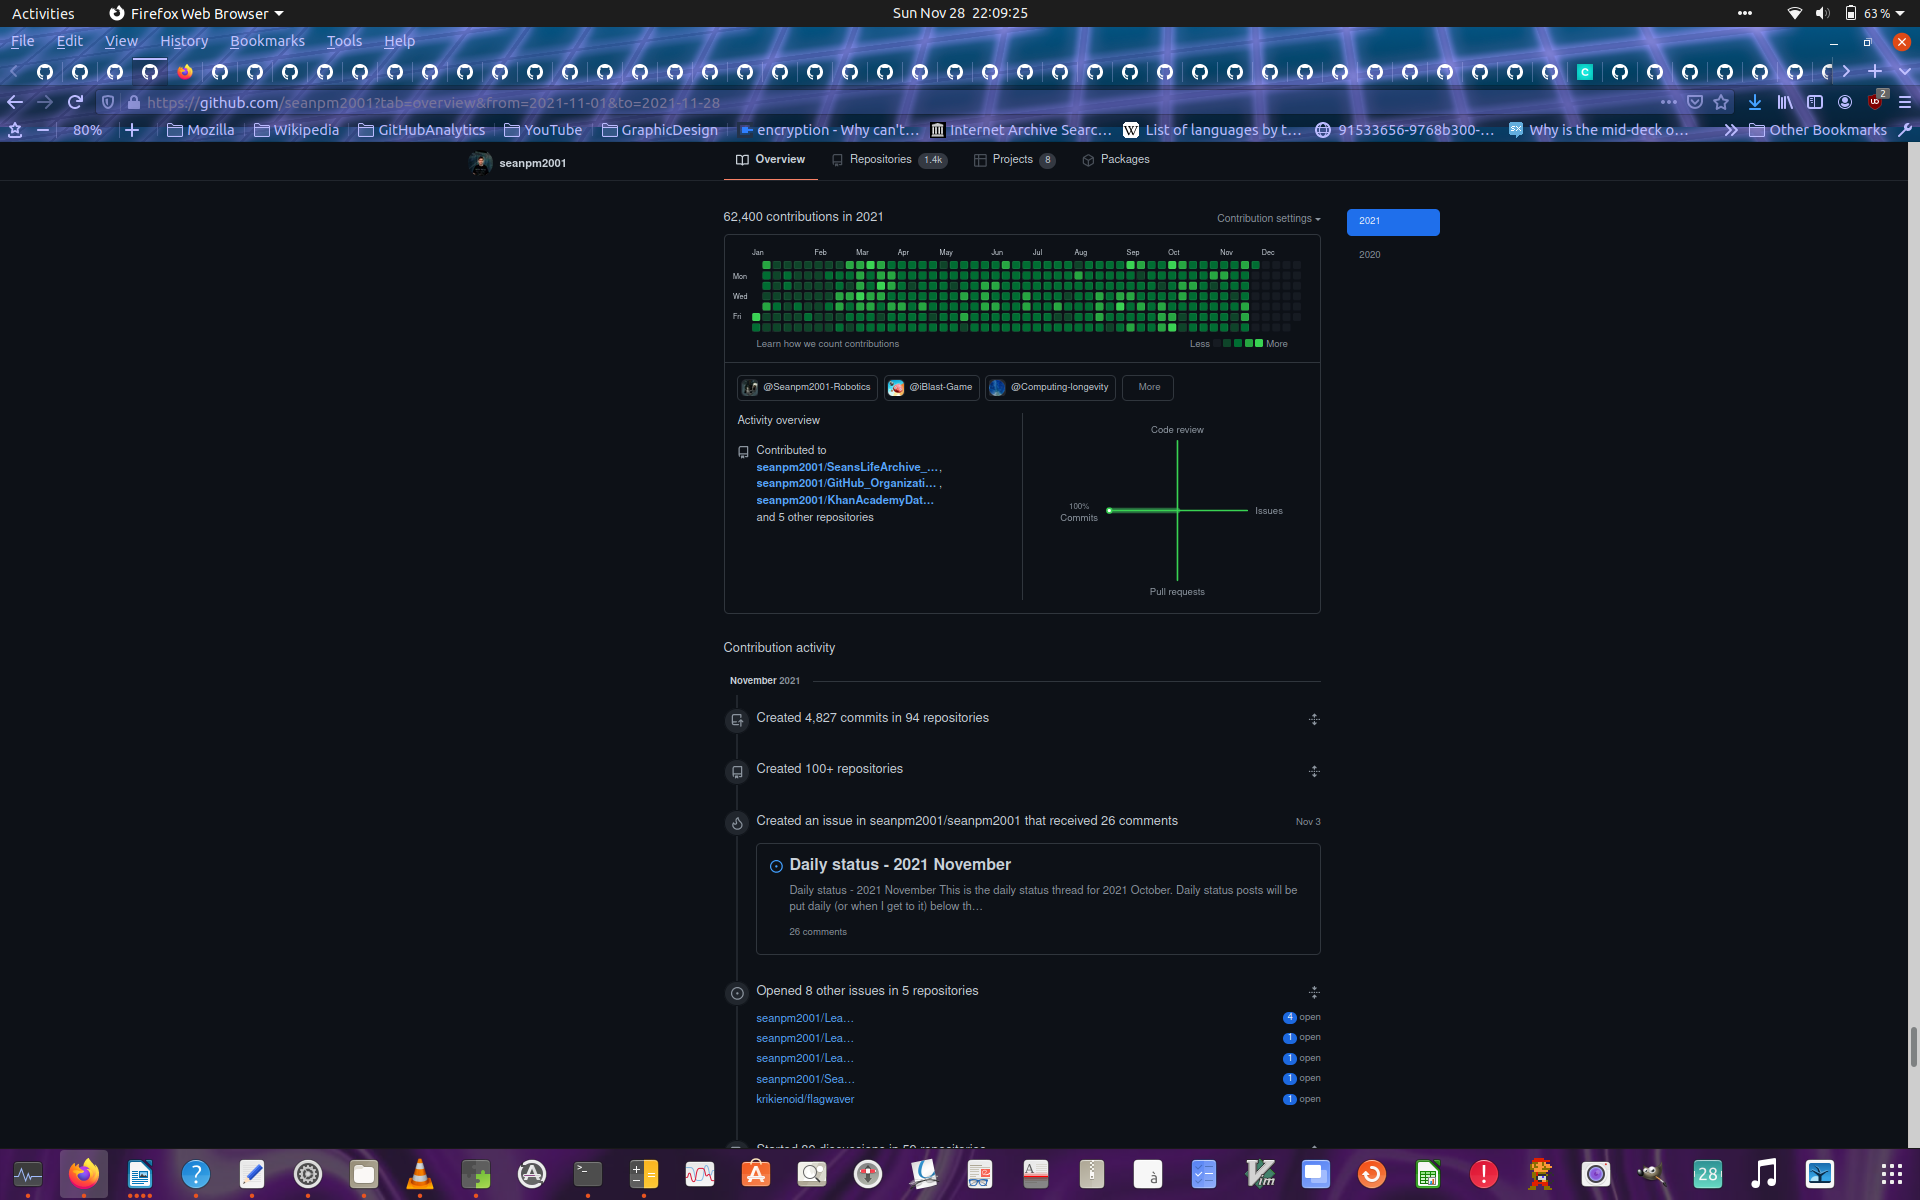 Activities
Firefox Web Browser
Sun Nov 28 22:09:25
63 %
File Edit View History Bookmarks Tools Help
https://github.com/seanpm2001?tab=overview&from=2021-11-01&to=2021-11-28
2
80%
Mozilla
Wikipedia
GitHubAnalytics
YouTube
GraphicDesign
encryption - Why can't…
Internet Archive Searc…
List of languages by t…
91533656-9768b300-…
Why is the mid-deck o…
Other Bookmarks
seanpm2001
Overview
Repositories 1.4k
Projects 8
Packages
62,400 contributions in 2021
Contribution settings
2021
2020
Jan Feb Mar Apr May Jun Jul Aug Sep Oct Nov Dec
Mon
Wed
Fri
Learn how we count contributions
Less More
@Seanpm2001-Robotics
@iBlast-Game
@Computing-longevity
More
Activity overview
Contributed to
seanpm2001/SeansLifeArchive_…,
seanpm2001/GitHub_Organizati… ,
seanpm2001/KhanAcademyDat…
and 5 other repositories
Code review
100%
Commits
Issues
Pull requests
Contribution activity
November 2021
Created 4,827 commits in 94 repositories
Created 100+ repositories
Created an issue in seanpm2001/seanpm2001 that received 26 comments
Nov 3
Daily status - 2021 November
Daily status - 2021 November This is the daily status thread for 2021 October. Daily status posts will be
put daily (or when I get to it) below th…
26 comments
Opened 8 other issues in 5 repositories
seanpm2001/Lea… 4 open
seanpm2001/Lea… 1 open
seanpm2001/Lea… 1 open
seanpm2001/Sea… 1 open
krikienoid/flagwaver 1 open
28